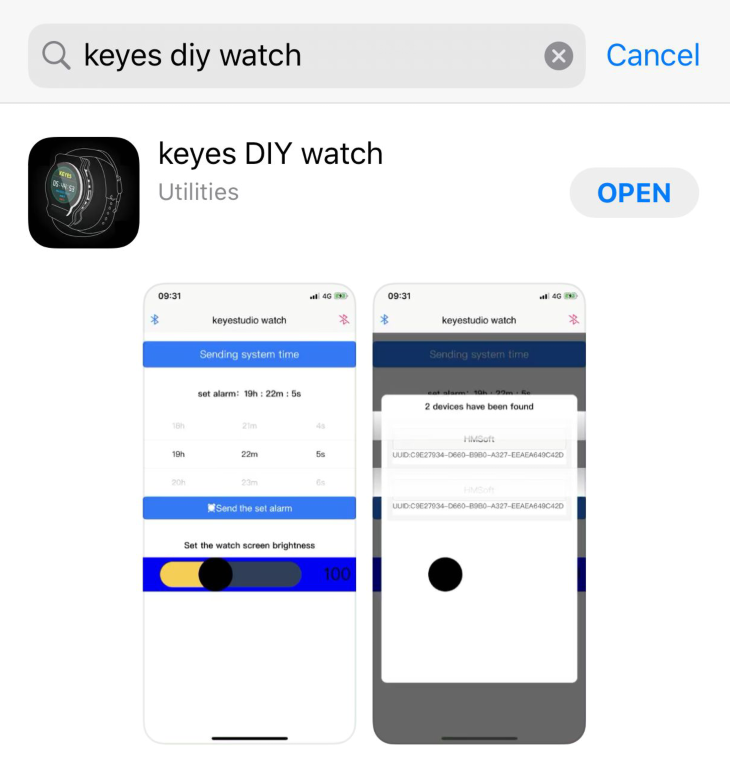 keyes diy watch
Cancel
keyes DIY watch
Utilities
OPEN
KEYES
09:31
4G
keyestudio watch
Sending system time
set alarm: 19h : 22m : 5s
18h 21m 4s
19h 22m 5s
20h 23m 6s
Send the set alarm
Set the watch screen brightness
100
09:31
4G
keyestudio watch
Sending system time
set alarm: 19h : 22m : 5s
2 devices have been found
HMSoft
UUID:C9E27934-D660-B9B0-A327-EEAEA649C42D
HMSoft
UUID:C9E27934-D660-B9B0-A327-EEAEA649C42D